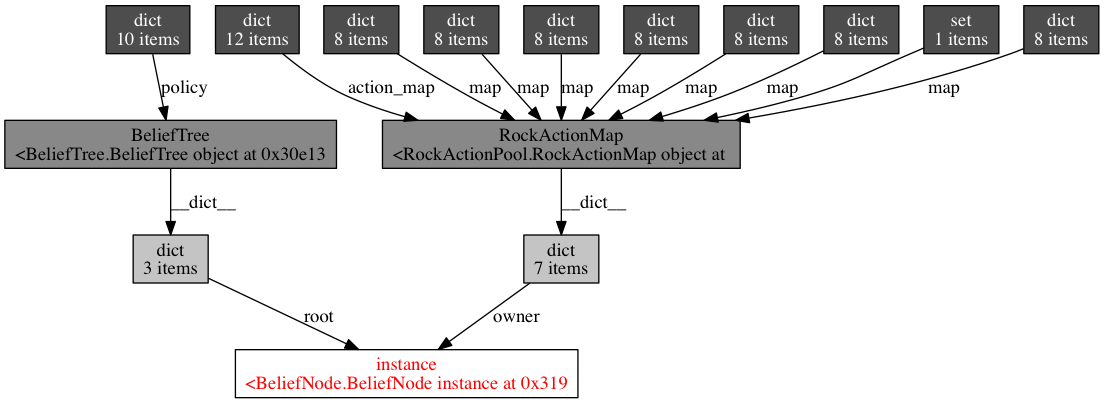 dict
10 items
dict
12 items
dict
8 items
dict
8 items
dict
8 items
dict
8 items
dict
8 items
dict
8 items
set
1 items
dict
8 items
policy
action_map
map
map
map
map
map
map
map
BeliefTree
<BeliefTree.BeliefTree object at 0x30e13
RockActionMap
<RockActionPool.RockActionMap object at
__dict__
__dict__
dict
3 items
dict
7 items
root
owner
instance
<BeliefNode.BeliefNode instance at 0x319